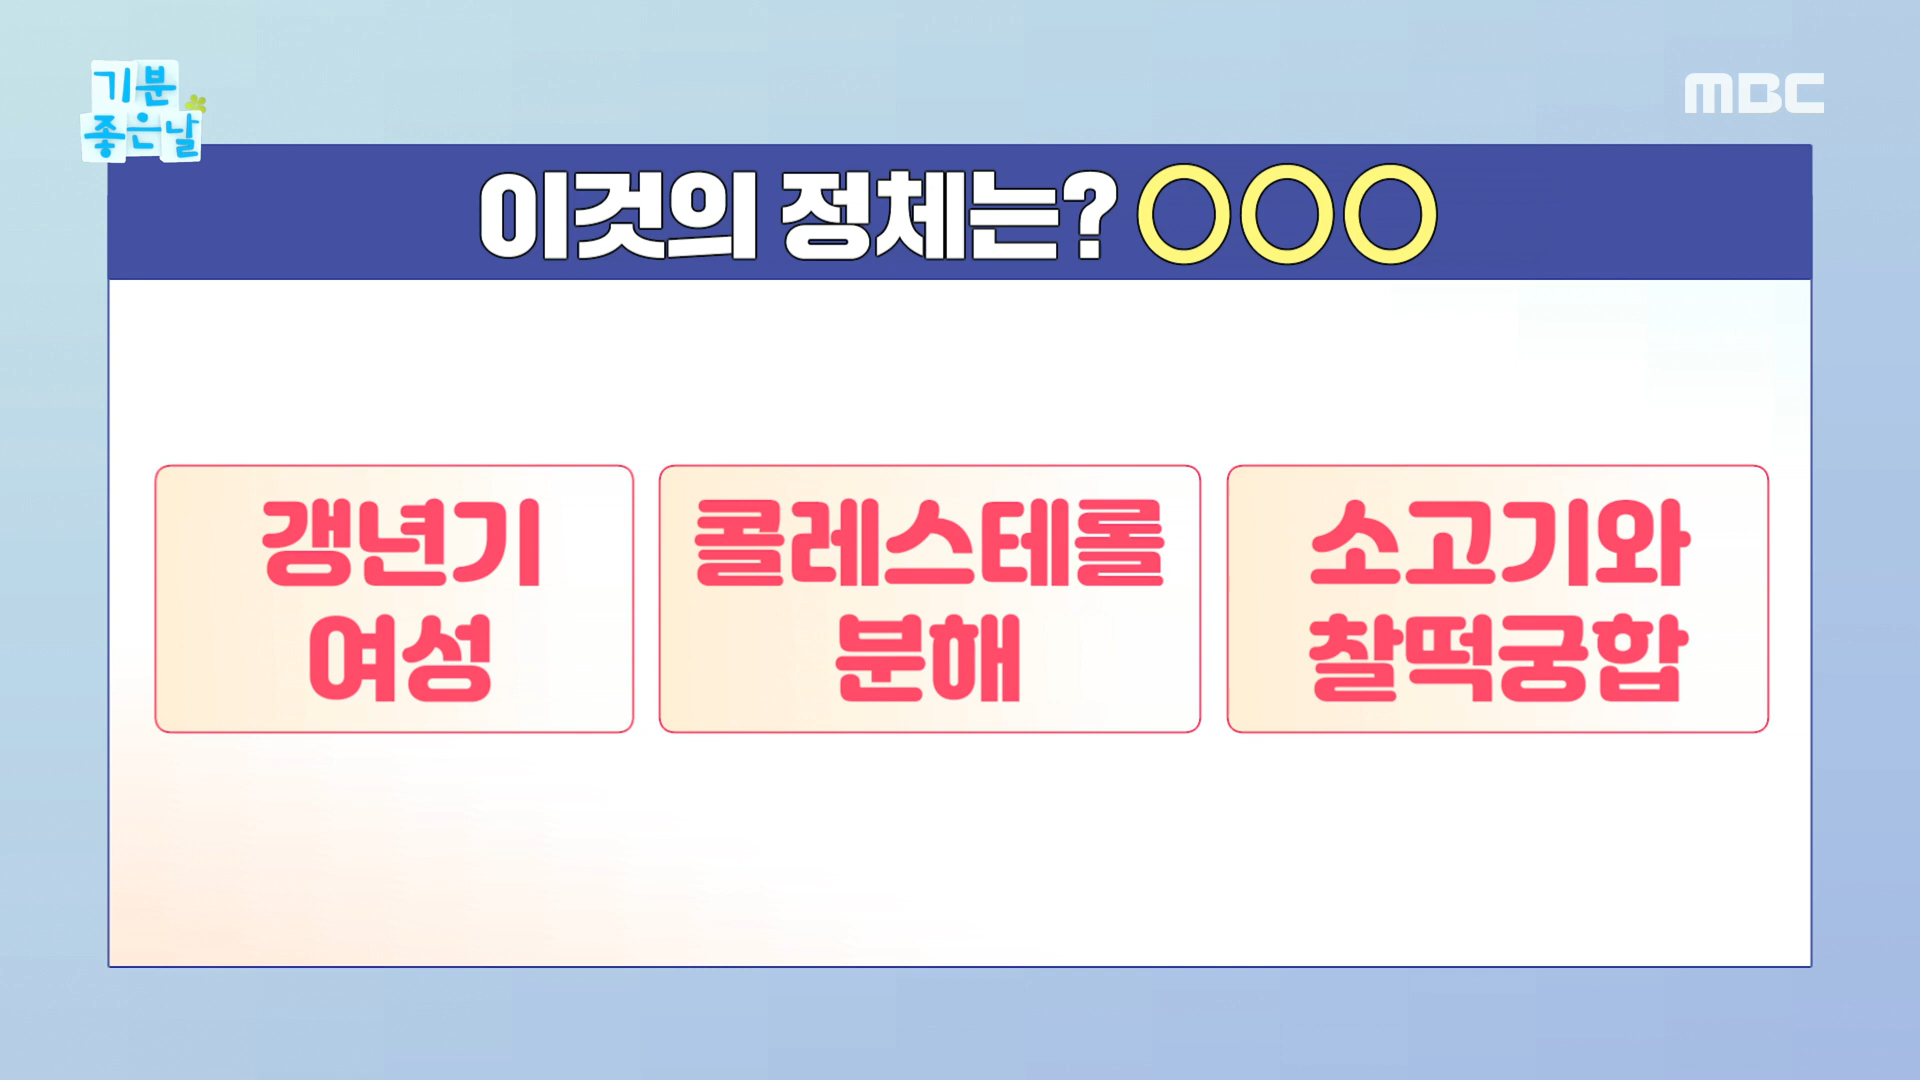 기분
좋은날
MBC
이것의 정체는? ○○○
갱년기
여성
콜레스테롤
분해
소고기와
찰떡궁합